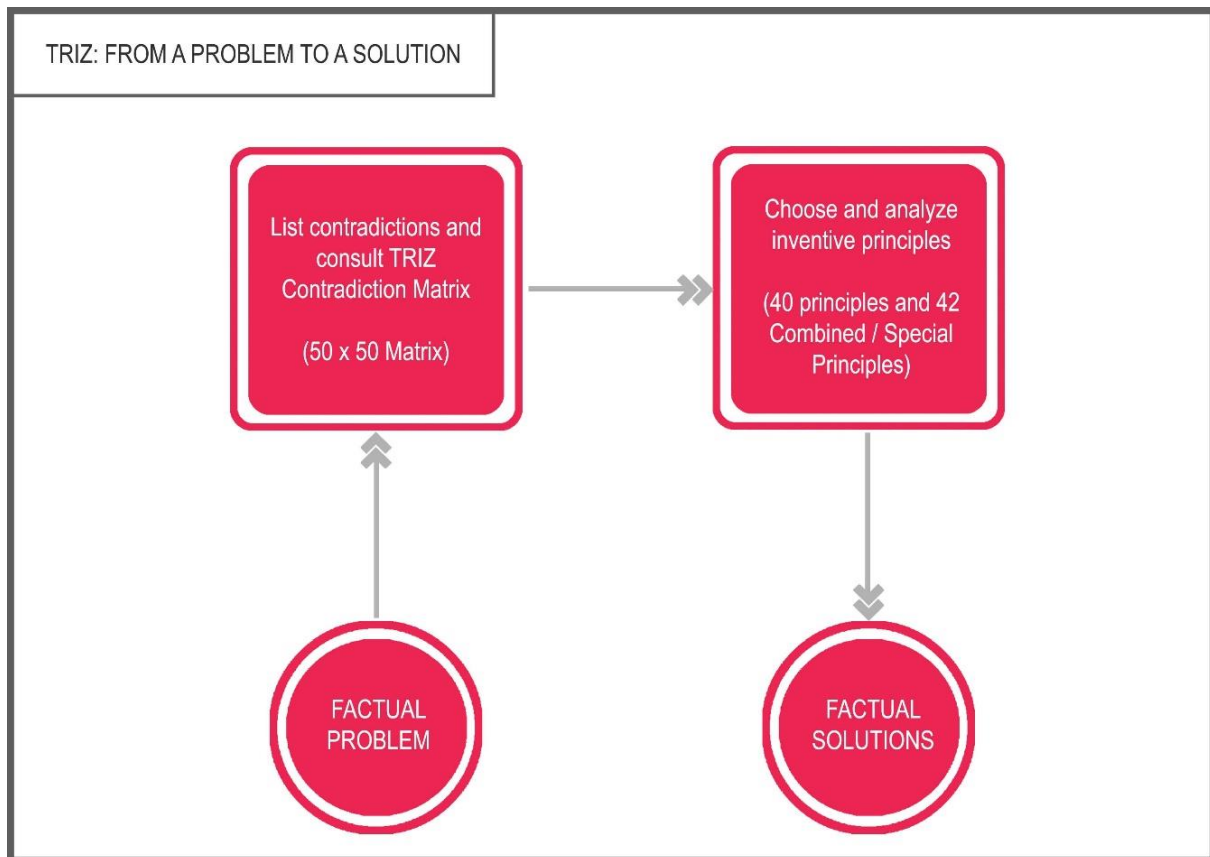 TRIZ: FROM A PROBLEM TO A SOLUTION
List contradictions and
consult TRIZ
Contradiction Matrix
(50 x 50 Matrix)
Choose and analyze
inventive principles
(40 principles and 42
Combined / Special
Principles)
FACTUAL
PROBLEM
FACTUAL
SOLUTIONS